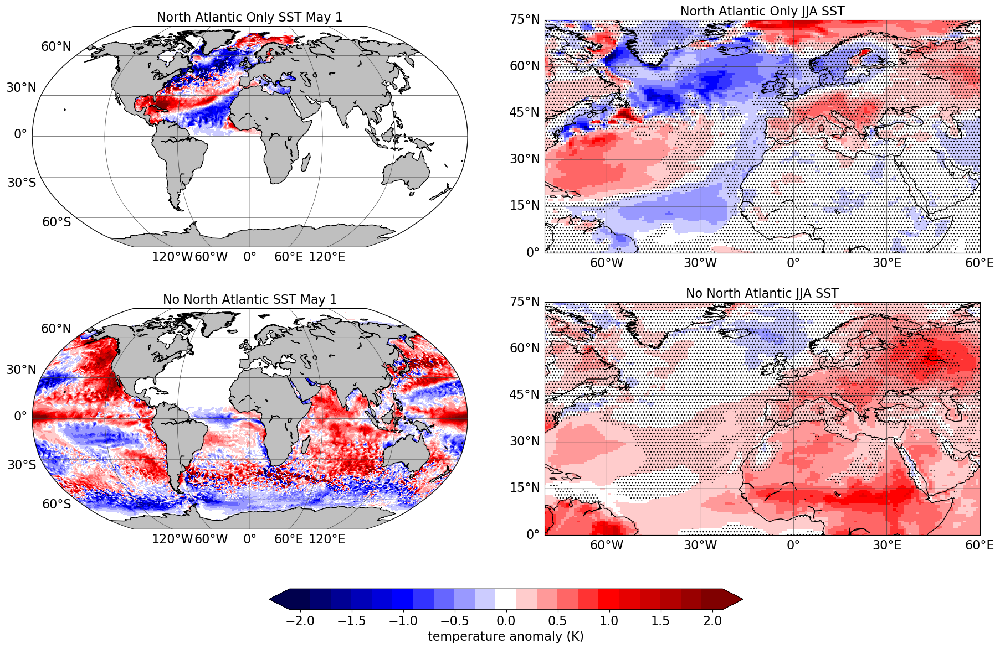 North Atlantic Only SST May 1
60°N
30°N
0°
30°S
60°S
120°W 60°W 0° 60°E 120°E
North Atlantic Only JJA SST
75°N
60°N
45°N
30°N
15°N
0°
60°W 30°W 0° 30°E 60°E
No North Atlantic SST May 1
60°N
30°N
0°
30°S
60°S
120°W 60°W 0° 60°E 120°E
No North Atlantic JJA SST
75°N
60°N
45°N
30°N
15°N
0°
60°W 30°W 0° 30°E 60°E
−2.0 −1.5 −1.0 −0.5 0.0 0.5 1.0 1.5 2.0
temperature anomaly (K)